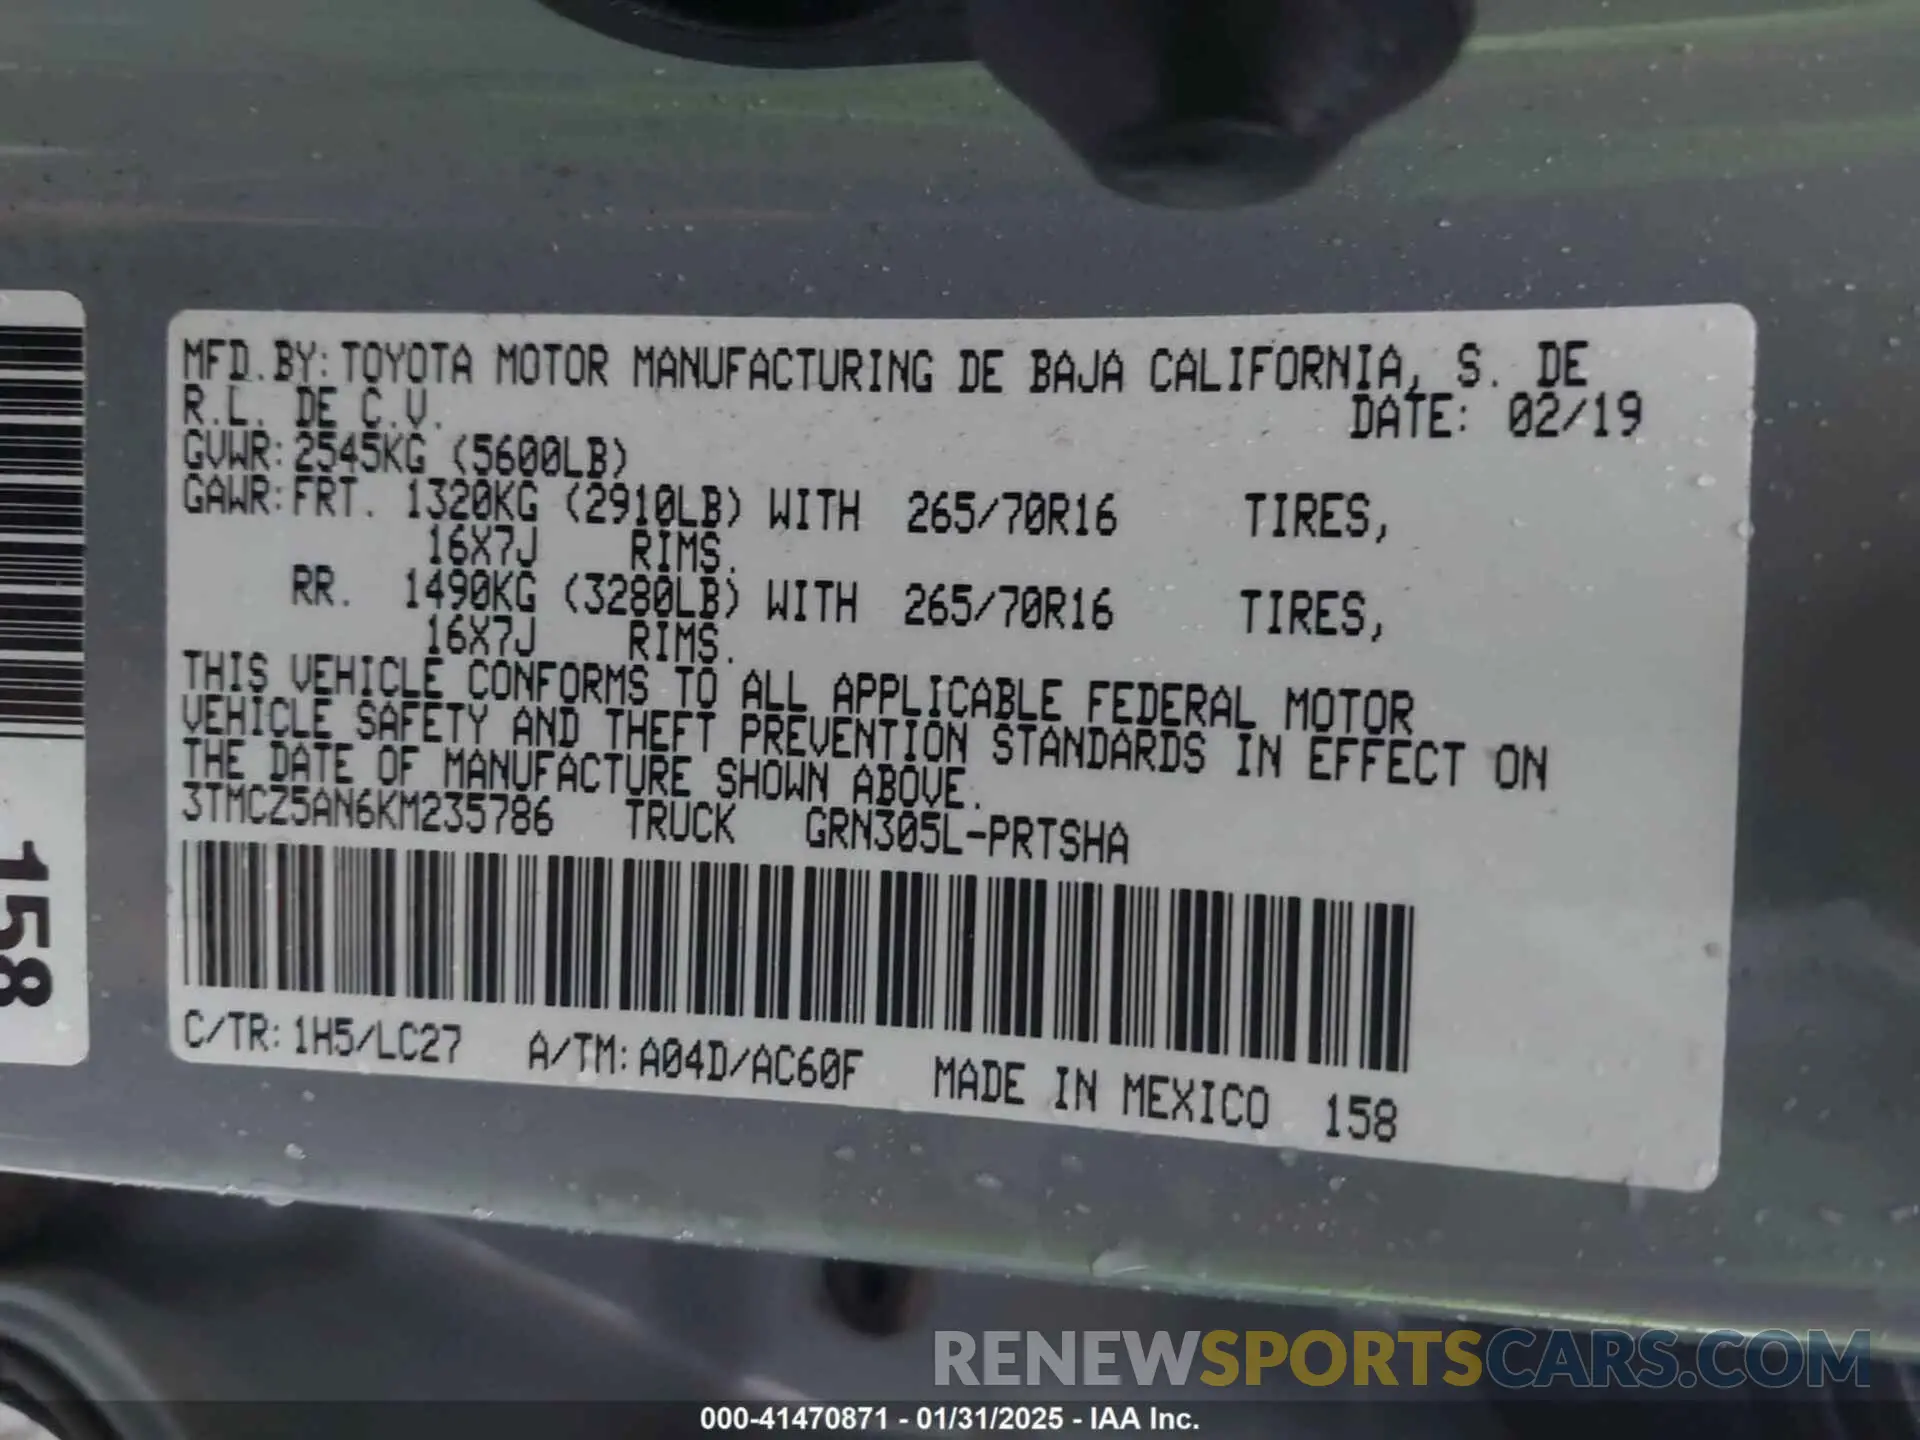 MFD.BY:TOYOTA MOTOR MANUFACTURING DE BAJA CALIFORNIA, S. DE
R.L. DE C.V. DATE: 02/19
GVWR:2545KG (5600LB)
GAWR:FRT. 1320KG (2910LB) WITH 265/70R16 TIRES,
16X7J RIMS.
RR. 1490KG (3280LB) WITH 265/70R16 TIRES,
16X7J RIMS.
THIS VEHICLE CONFORMS TO ALL APPLICABLE FEDERAL MOTOR
VEHICLE SAFETY AND THEFT PREVENTION STANDARDS IN EFFECT ON
THE DATE OF MANUFACTURE SHOWN ABOVE.
3TMCZ5AN6KM235786 TRUCK GRN305L-PRTSHA
C/TR:1H5/LC27 A/TM:A04D/AC60F MADE IN MEXICO 158
158
RENEWSPORTSCARS.COM
000-41470871 - 01/31/2025 - IAA Inc.